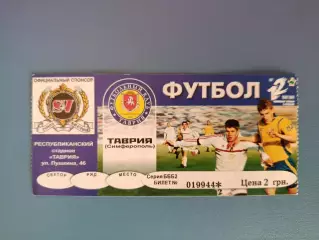 ОФИЦИАЛЬНЫЙ СПОНСОР
ФУТБОЛ
РЕСПУБЛИКАНСКИЙ
стадион
«ТАВРИЯ»
ул. Пушкина, 46
ТАВРИЯ
(Симферополь)
СЕКТОР РЯД МЕСТО
Серия БББ2
БИЛЕТ № 019944*
Цена 2 грн.